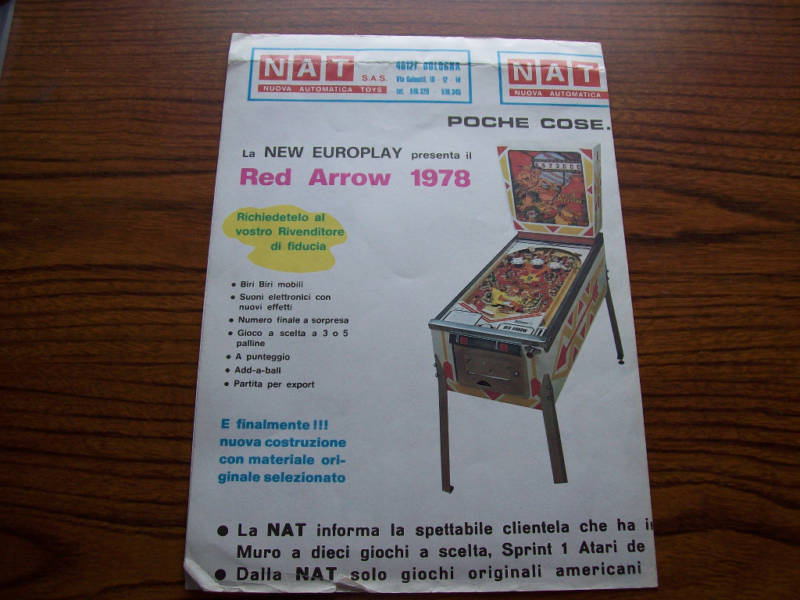 NAT S.A.S.
NUOVA AUTOMATICA TOYS
40127 BOLOGNA
NAT
NUOVA AUTOMATICA
POCHE COSE.
La NEW EUROPLAY presenta il
Red Arrow 1978
Richiedetelo al
vostro Rivenditore
di fiducia
• Biri Biri mobili
• Suoni elettronici con
nuovi effetti
• Numero finale a sorpresa
• Gioco a scelta a 3 o 5
palline
• A punteggio
• Add-a-ball
• Partita per export
E finalmente!!!
nuova costruzione
con materiale ori-
ginale selezionato
RED ARROW
• La NAT informa la spettabile clientela che ha i
Muro a dieci giochi a scelta, Sprint 1 Atari de
• Dalla NAT solo giochi originali americani